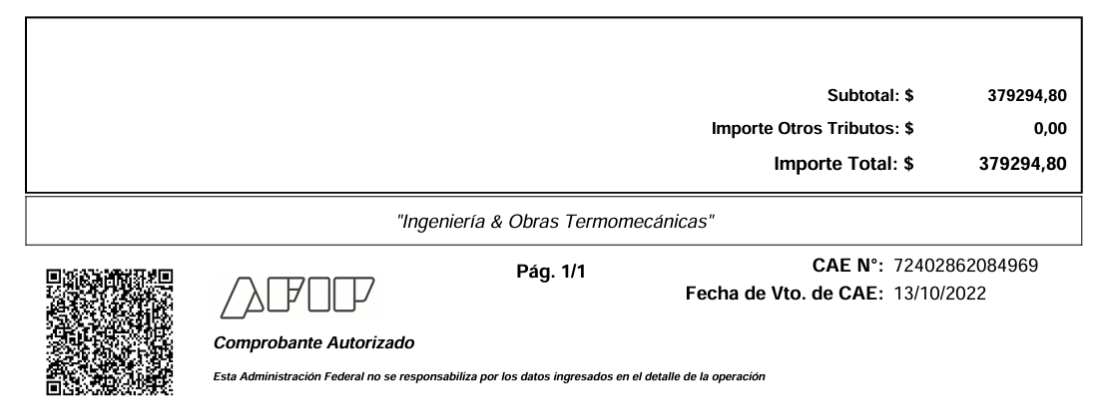 Subtotal: $ 379294,80
Importe Otros Tributos: $ 0,00
Importe Total: $ 379294,80
"Ingeniería & Obras Termomecánicas"
Pág. 1/1
CAE N°: 72402862084969
Fecha de Vto. de CAE: 13/10/2022
AFIP
Comprobante Autorizado
Esta Administración Federal no se responsabiliza por los datos ingresados en el detalle de la operación